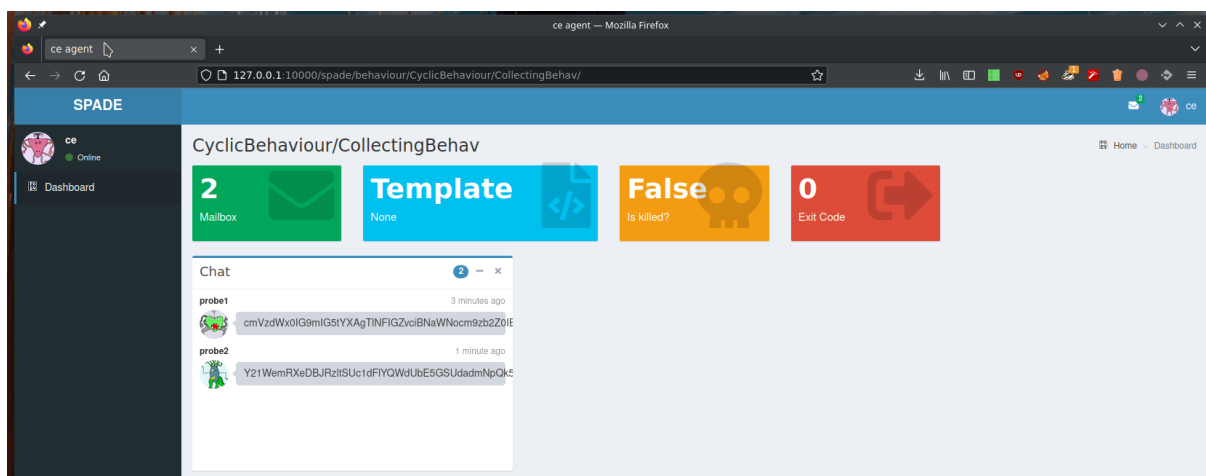 ce agent — Mozilla Firefox
ce agent
127.0.0.1:10000/spade/behaviour/CyclicBehaviour/CollectingBehav/
SPADE
2
ce
ce
Online
Dashboard
CyclicBehaviour/CollectingBehav
Home > Dashboard
2
Mailbox
Template
None
False
Is killed?
0
Exit Code
Chat
2
probe1
3 minutes ago
probe2
1 minute ago